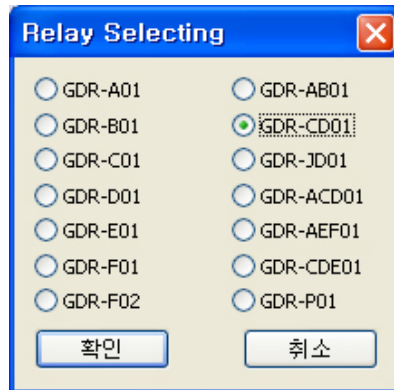 Relay Selecting
GDR-A01 GDR-AB01
GDR-B01 GDR-CD01
GDR-C01 GDR-JD01
GDR-D01 GDR-ACD01
GDR-E01 GDR-AEF01
GDR-F01 GDR-CDE01
GDR-F02 GDR-P01
확인 취소